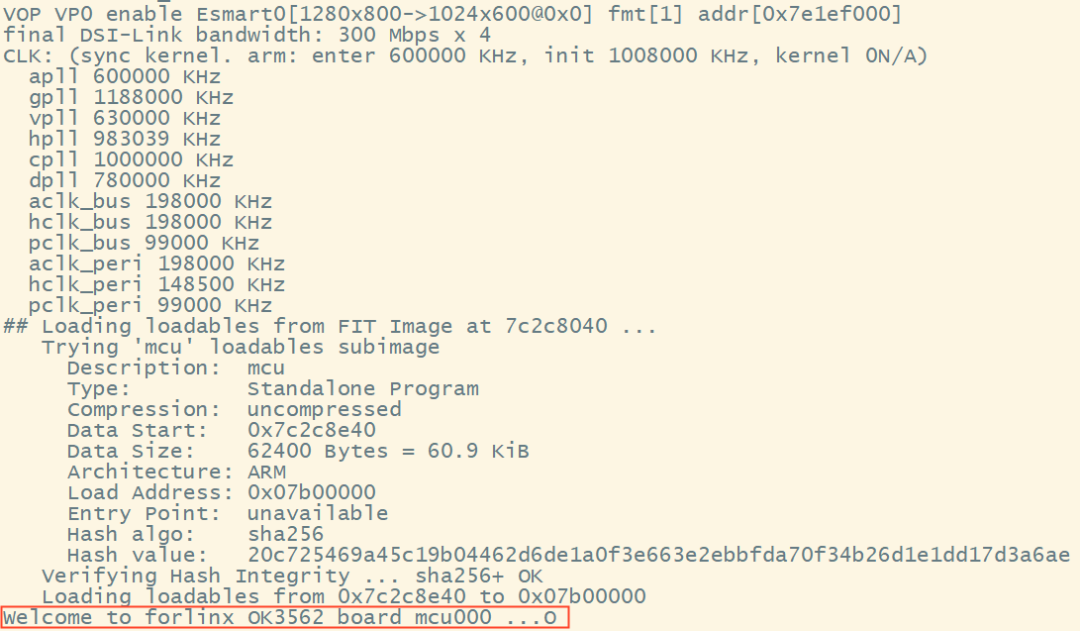 VOP VP0 enable Esmart0[1280x800->1024x600@0x0] fmt[1] addr[0x7e1ef000]
final DSI-Link bandwidth: 300 Mbps x 4
CLK: (sync kernel. arm: enter 600000 KHz, init 1008000 KHz, kernel 0N/A)
  apll 600000 KHz
  gpll 1188000 KHz
  vpll 630000 KHz
  hpll 983039 KHz
  cpll 1000000 KHz
  dpll 780000 KHz
  aclk_bus 198000 KHz
  hclk_bus 198000 KHz
  pclk_bus 99000 KHz
  aclk_peri 198000 KHz
  hclk_peri 148500 KHz
  pclk_peri 99000 KHz
## Loading loadables from FIT Image at 7c2c8040 ...
   Trying 'mcu' loadables subimage
     Description:  mcu
     Type:         Standalone Program
     Compression:  uncompressed
     Data Start:   0x7c2c8e40
     Data Size:    62400 Bytes = 60.9 KiB
     Architecture: ARM
     Load Address: 0x07b00000
     Entry Point:  unavailable
     Hash algo:    sha256
     Hash value:   20c725469a45c19b04462d6de1a0f3e663e2ebbfda70f34b26d1e1dd17d3a6ae
   Verifying Hash Integrity ... sha256+ OK
   Loading loadables from 0x7c2c8e40 to 0x07b00000
Welcome to forlinx OK3562 board mcu000 ...O